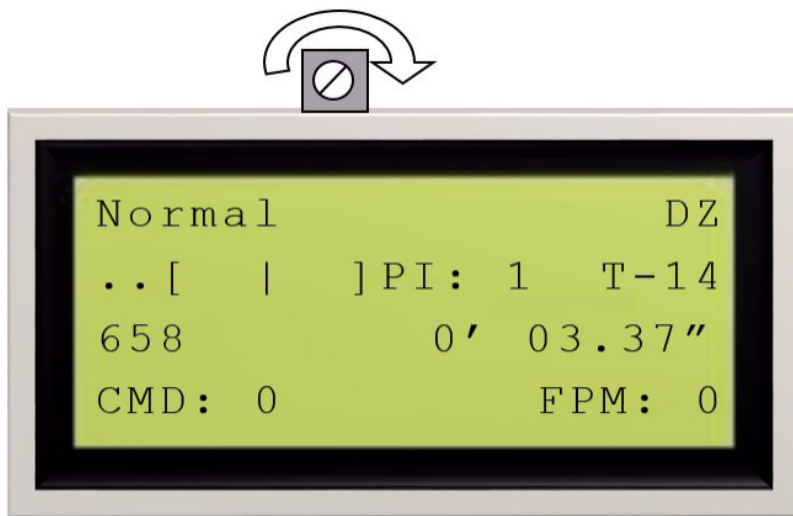 Normal DZ
..[ | ]PI: 1 T-14
658 0′ 03.37″
CMD: 0 FPM: 0